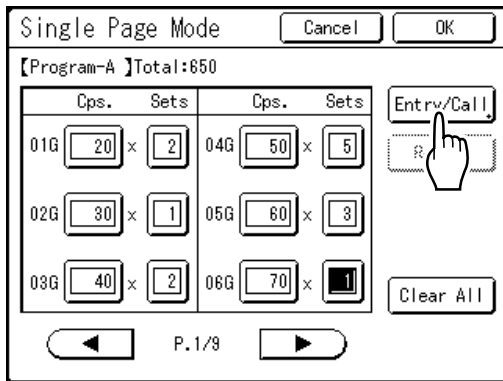 Single Page Mode Cancel OK
【Program-A 】Total:650
Cps. Sets Cps. Sets Entry/Call
01G 20 × 2 04G 50 × 5
02G 30 × 1 05G 60 × 3
03G 40 × 2 06G 70 × 1 Clear All
P.1/9